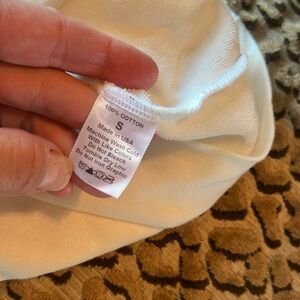 100% COTTON
S
Made in USA
Machine Wash Cold
With Like Colors
Do Not Bleach
Tumble Dry Low
Do Not Iron Graphic